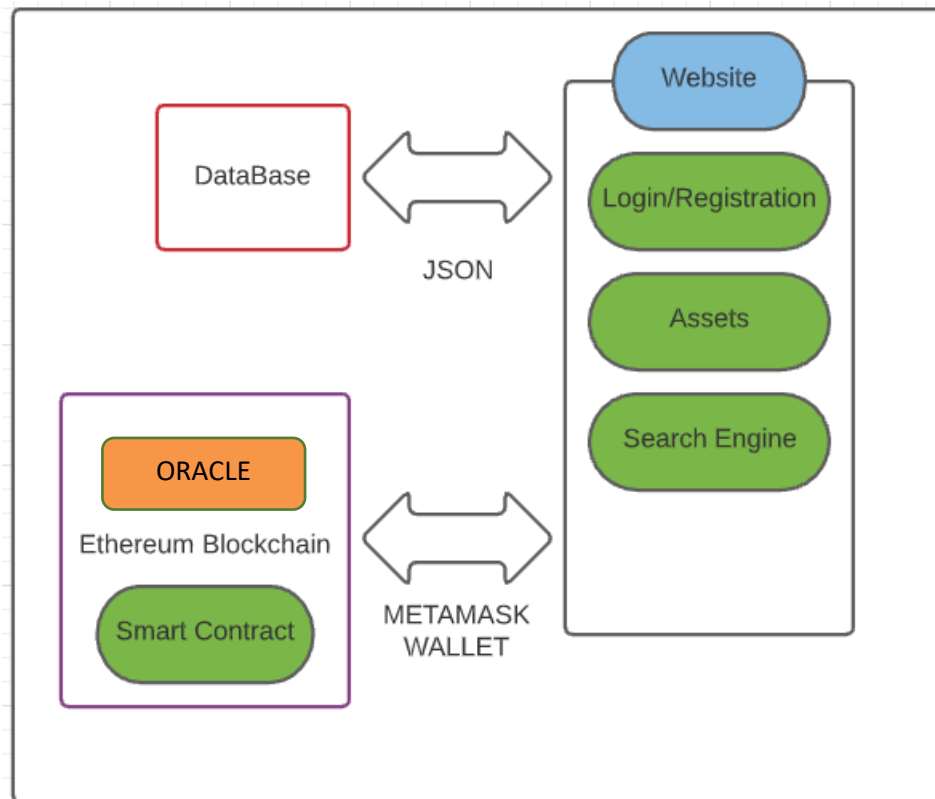 Website
DataBase
Login/Registration
JSON
Assets
Search Engine
ORACLE
Ethereum Blockchain
Smart Contract
METAMASK
WALLET